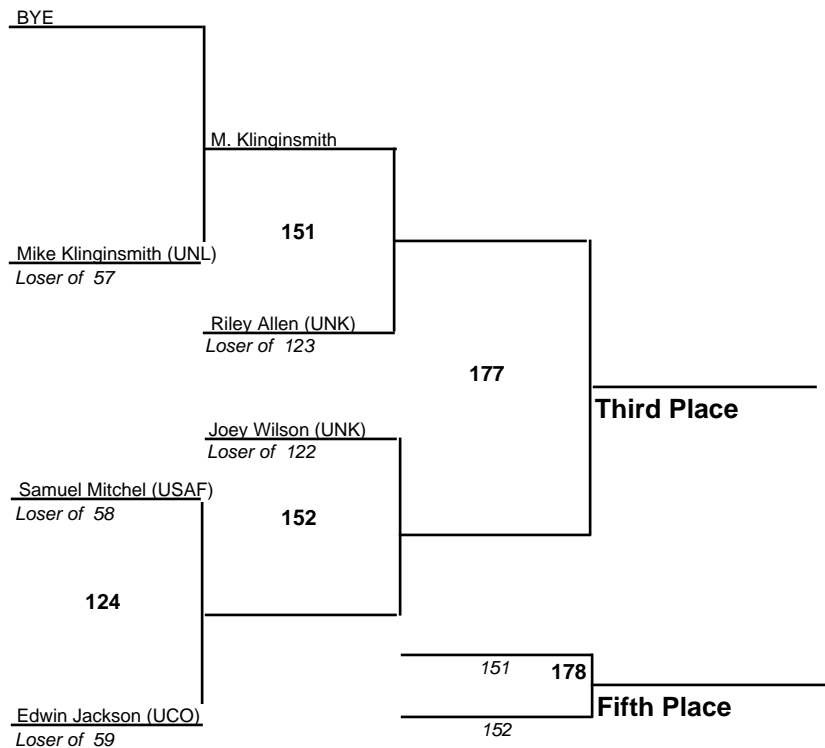 BYE
M. Klinginsmith
151
Mike Klinginsmith (UNL)
Loser of 57
Riley Allen (UNK)
Loser of 123
177
Third Place
Joey Wilson (UNK)
Loser of 122
Samuel Mitchel (USAF)
Loser of 58
152
124
151
178
Fifth Place
Edwin Jackson (UCO)
Loser of 59
152